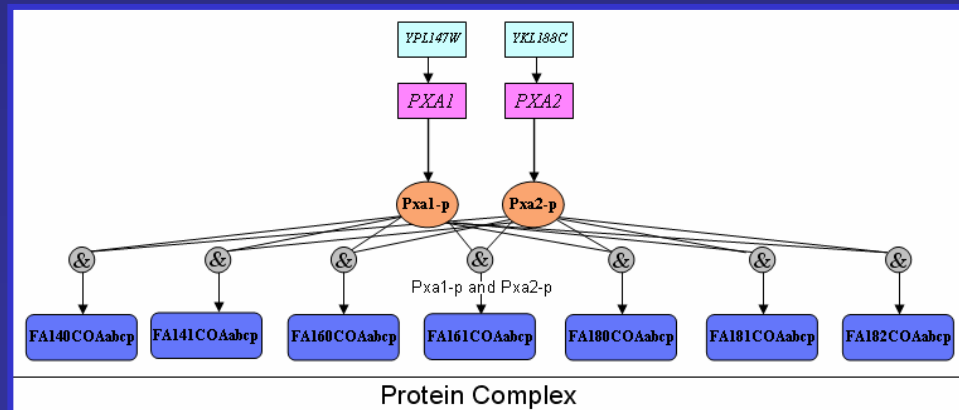 YPL147W YKL188C
PXA1 PXA2
Pxa1-p Pxa2-p
& & & & & & &
Pxa1-p and Pxa2-p
FA140COAabcp FA141COAabcp FA160COAabcp FA161COAabcp FA180COAabcp FA181COAabcp FA182COAabcp
Protein Complex